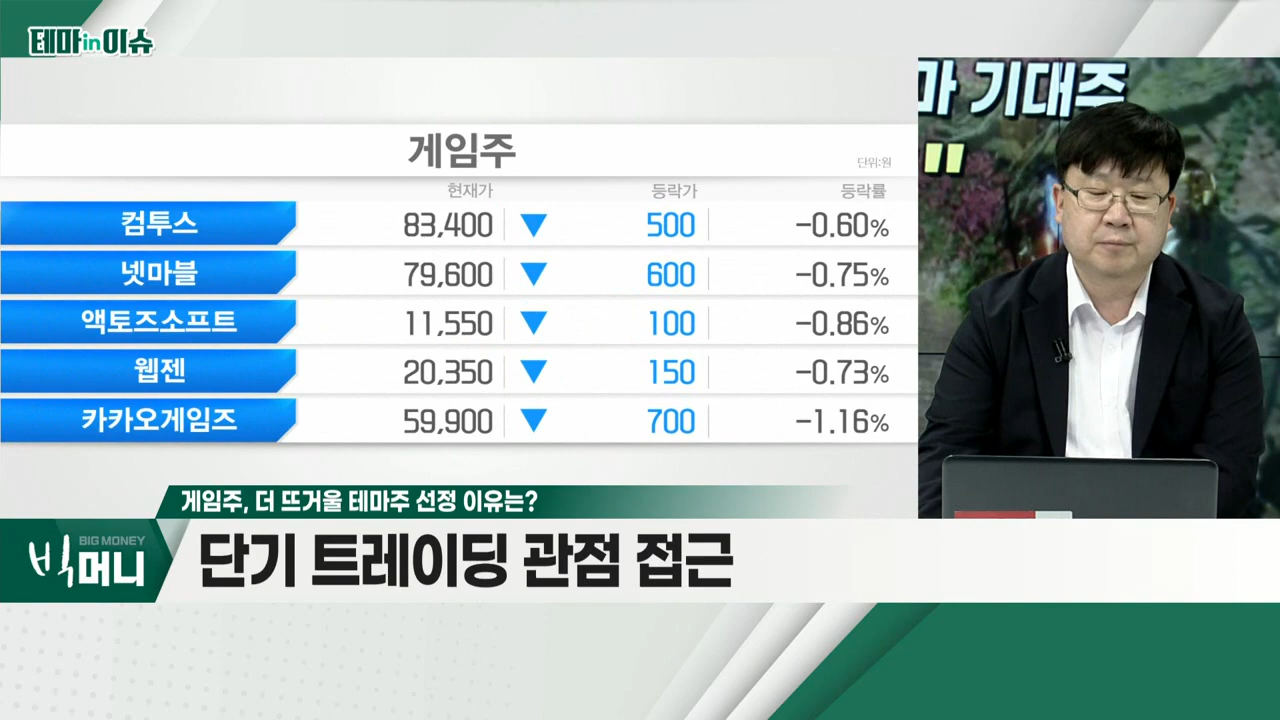 테마in이슈
마 기대주
"
게임주
단위:원
현재가 등락가 등락률
컴투스 83,400 ▼ 500 -0.60%
넷마블 79,600 ▼ 600 -0.75%
액토즈소프트 11,550 ▼ 100 -0.86%
웹젠 20,350 ▼ 150 -0.73%
카카오게임즈 59,900 ▼ 700 -1.16%
게임주, 더 뜨거울 테마주 선정 이유는?
BIG MONEY
빅머니
단기 트레이딩 관점 접근